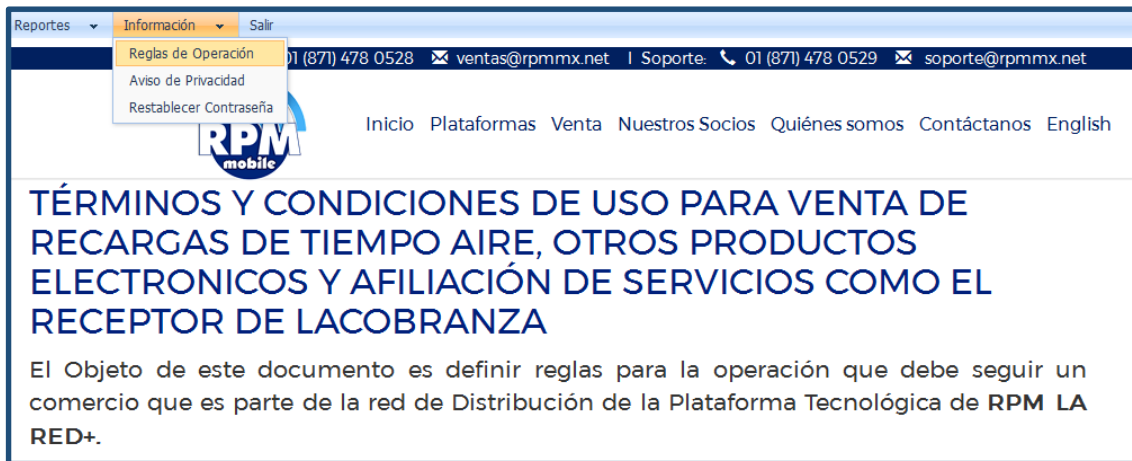 Reportes Información Salir
Reglas de Operación
Aviso de Privacidad
Restablecer Contraseña
01 (871) 478 0528 ventas@rpmmx.net I Soporte: 01 (871) 478 0529 soporte@rpmmx.net
RPM
mobile
Inicio Plataformas Venta Nuestros Socios Quiénes somos Contáctanos English
TÉRMINOS Y CONDICIONES DE USO PARA VENTA DE
RECARGAS DE TIEMPO AIRE, OTROS PRODUCTOS
ELECTRONICOS Y AFILIACIÓN DE SERVICIOS COMO EL
RECEPTOR DE LACOBRANZA
El Objeto de este documento es definir reglas para la operación que debe seguir un
comercio que es parte de la red de Distribución de la Plataforma Tecnológica de RPM LA
RED+.